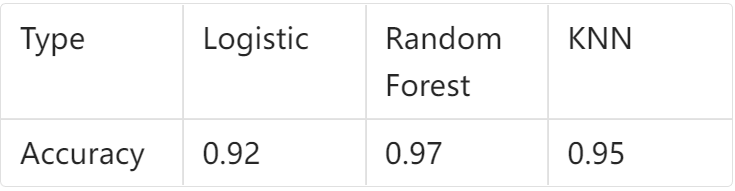 Type Logistic Random Forest KNN
Accuracy 0.92 0.97 0.95